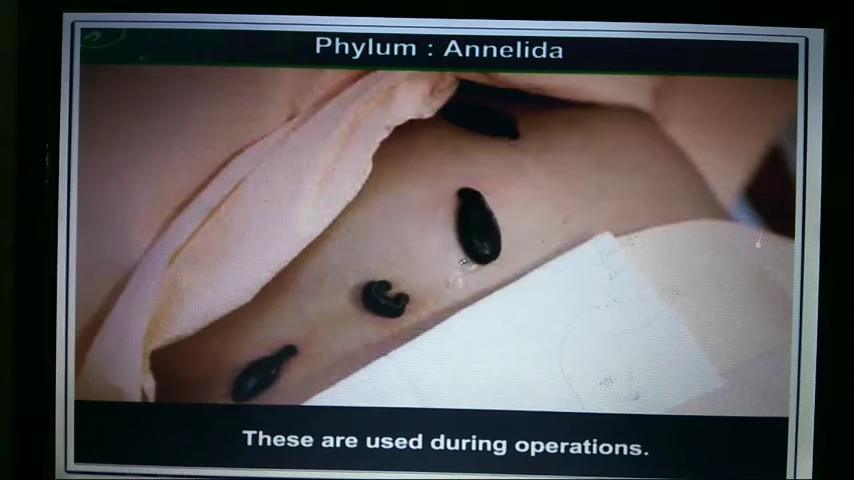 Phylum : Annelida
These are used during operations.